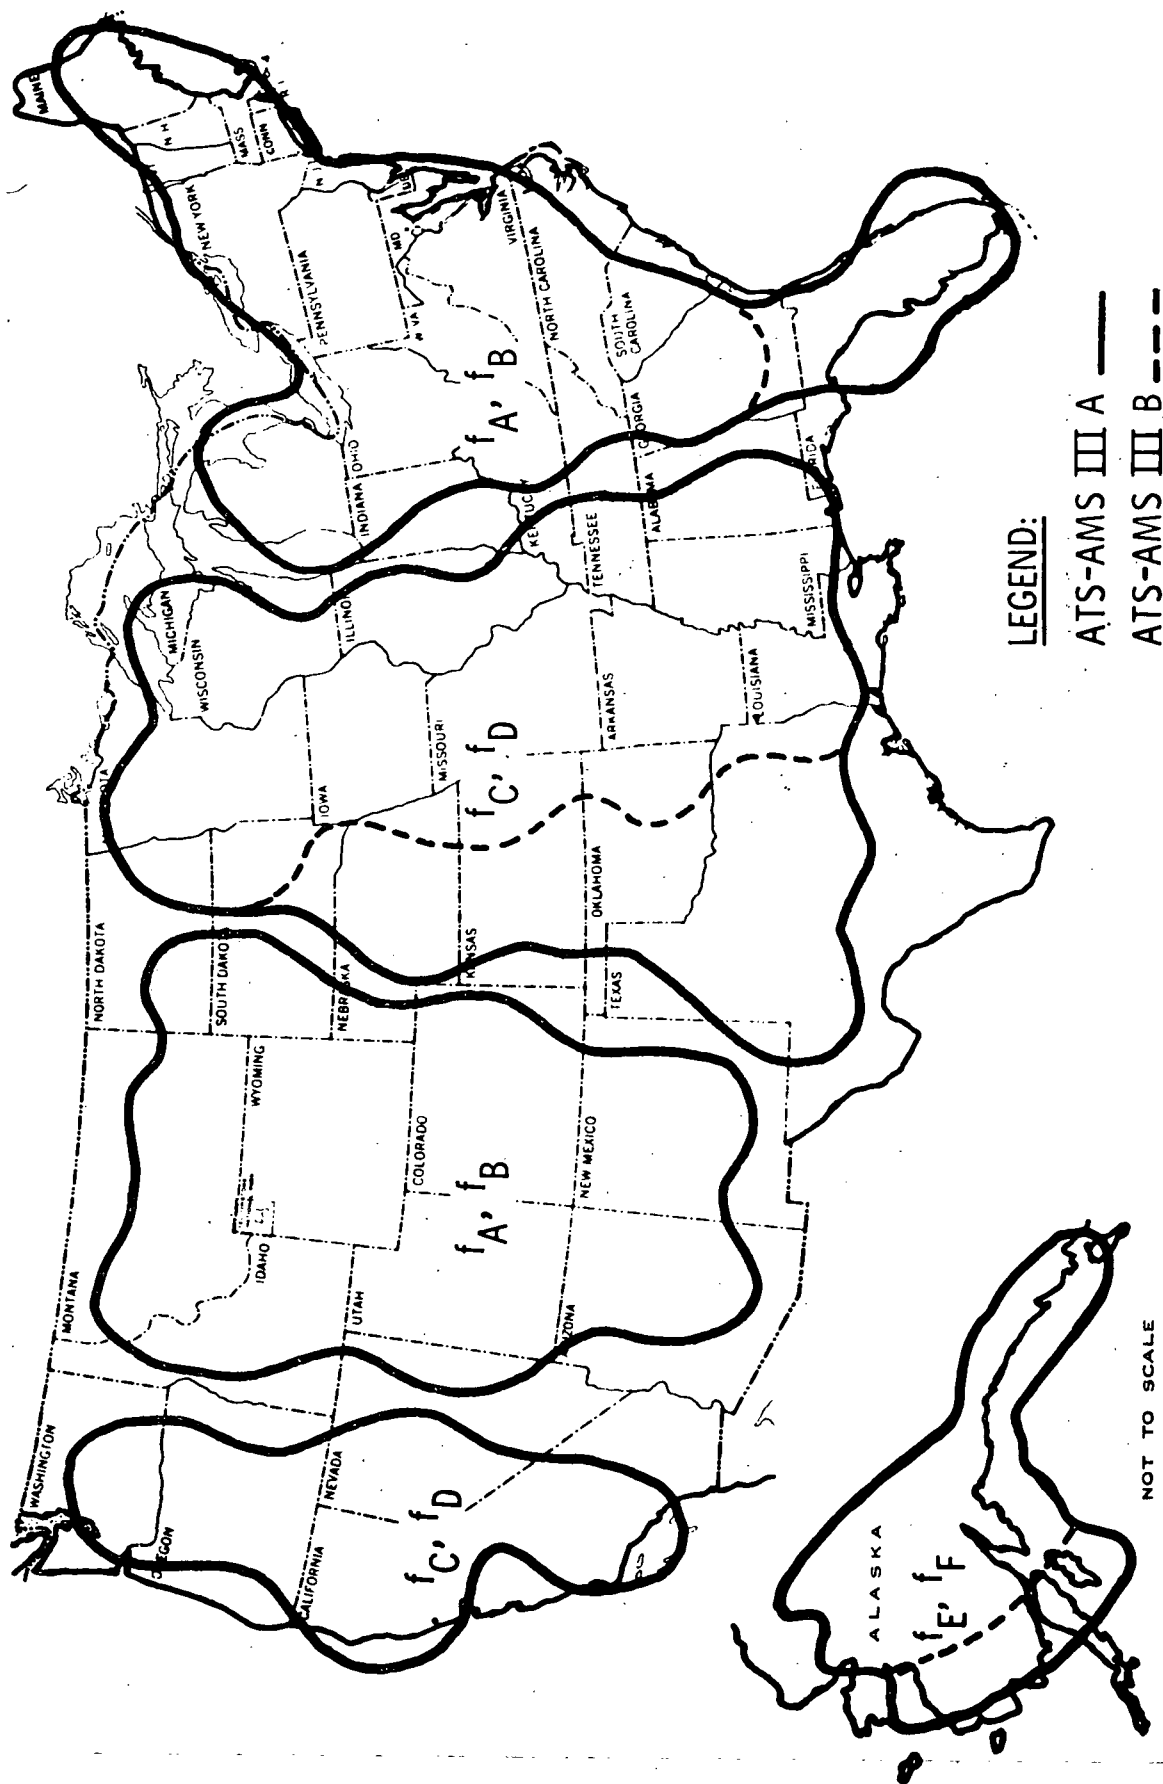 WASHINGTON
MONTANA
NORTH DAKOTA
MAINE
OREGON
IDAHO
WYOMING
SOUTH DAKOTA
WISCONSIN
MICHIGAN
NEW YORK
N H
MASS
CONN
CALIFORNIA
NEVADA
UTAH
COLORADO
NEBRASKA
IOWA
INDIANA
OHIO
PENNSYLVANIA
MD
W VA
VIRGINIA
KANSAS
MISSOURI
fC, fD
fA, fB
fC, fD
fA, fB
NEW MEXICO
OKLAHOMA
ARKANSAS
TENNESSEE
NORTH CAROLINA
SOUTH CAROLINA
TEXAS
LOUISIANA
MISSISSIPPI
GEORGIA
ALASKA
fE, fF
NOT TO SCALE
LEGEND:
ATS-AMS III A
ATS-AMS III B